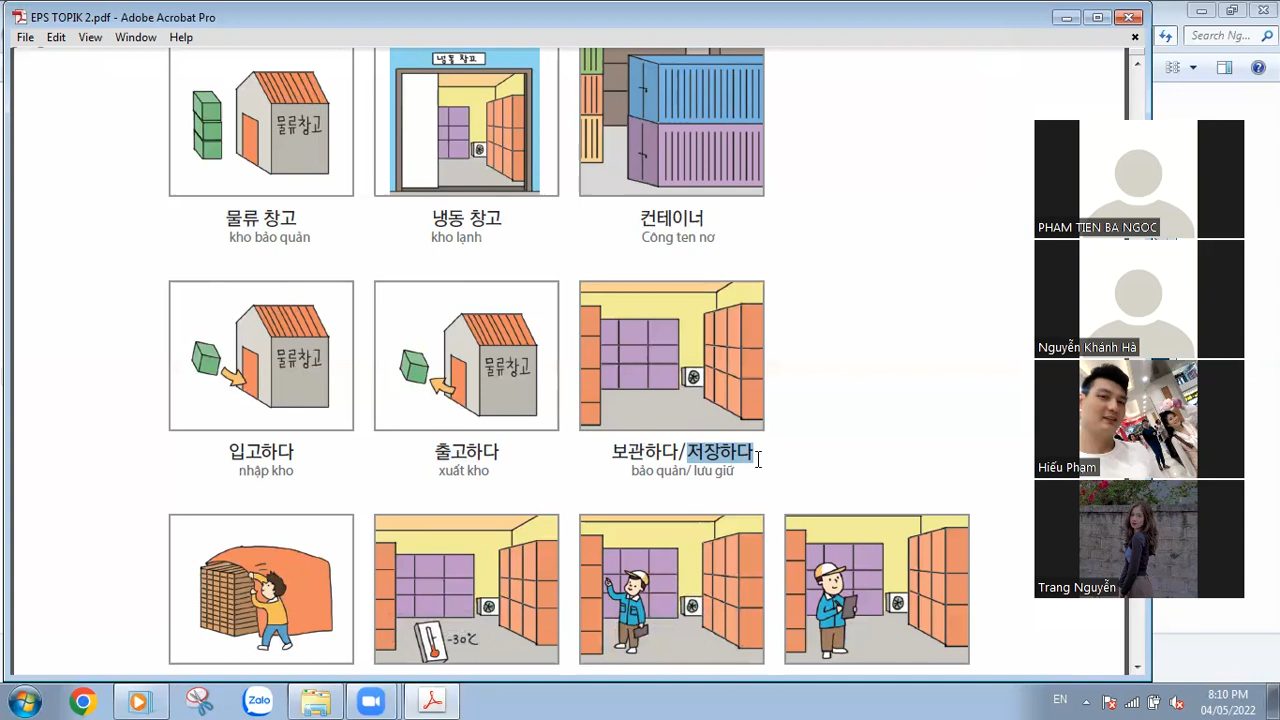 EPS TOPIK 2.pdf - Adobe Acrobat Pro
Search Ng...
File Edit View Window Help
냉동 창고
물류창고
물류 창고
냉동 창고
컨테이너
kho bảo quản
kho lạnh
Công ten nơ
물류창고
물류창고
입고하다
출고하다
보관하다/저장하다
nhập kho
xuất kho
bảo quản/ lưu giữ
-30℃
PHAM TIEN BA NGOC
Nguyễn Khánh Hà
Hiếu Phạm
Trang Nguyễn
Zalo
EN
8:10 PM
04/05/2022